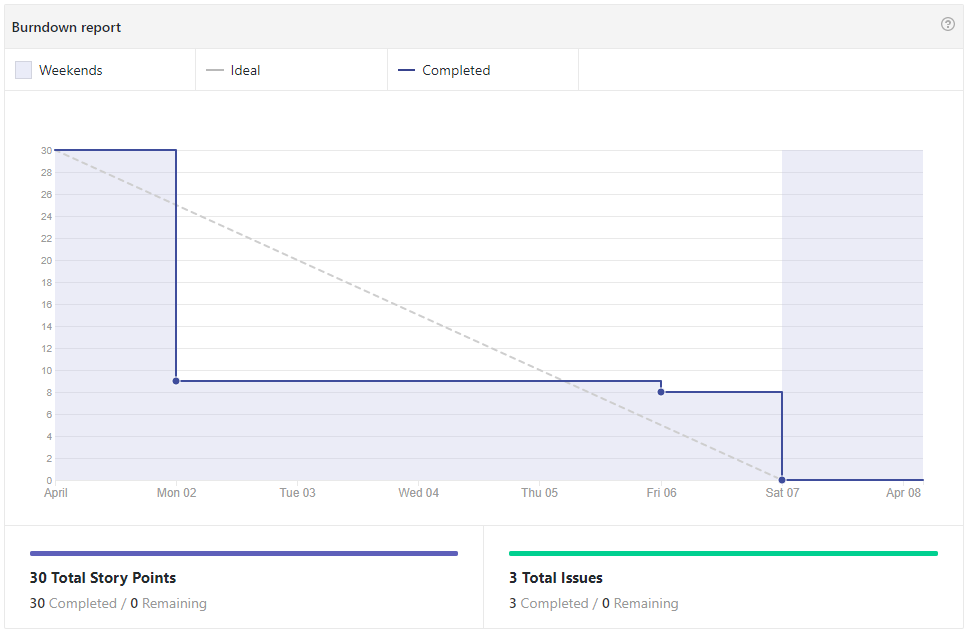 Burndown report
?
Weekends
Ideal
Completed
30
28
26
24
22
20
18
16
14
12
10
8
6
4
2
0
April Mon 02 Tue 03 Wed 04 Thu 05 Fri 06 Sat 07 Apr 08
30 Total Story Points
30 Completed / 0 Remaining
3 Total Issues
3 Completed / 0 Remaining